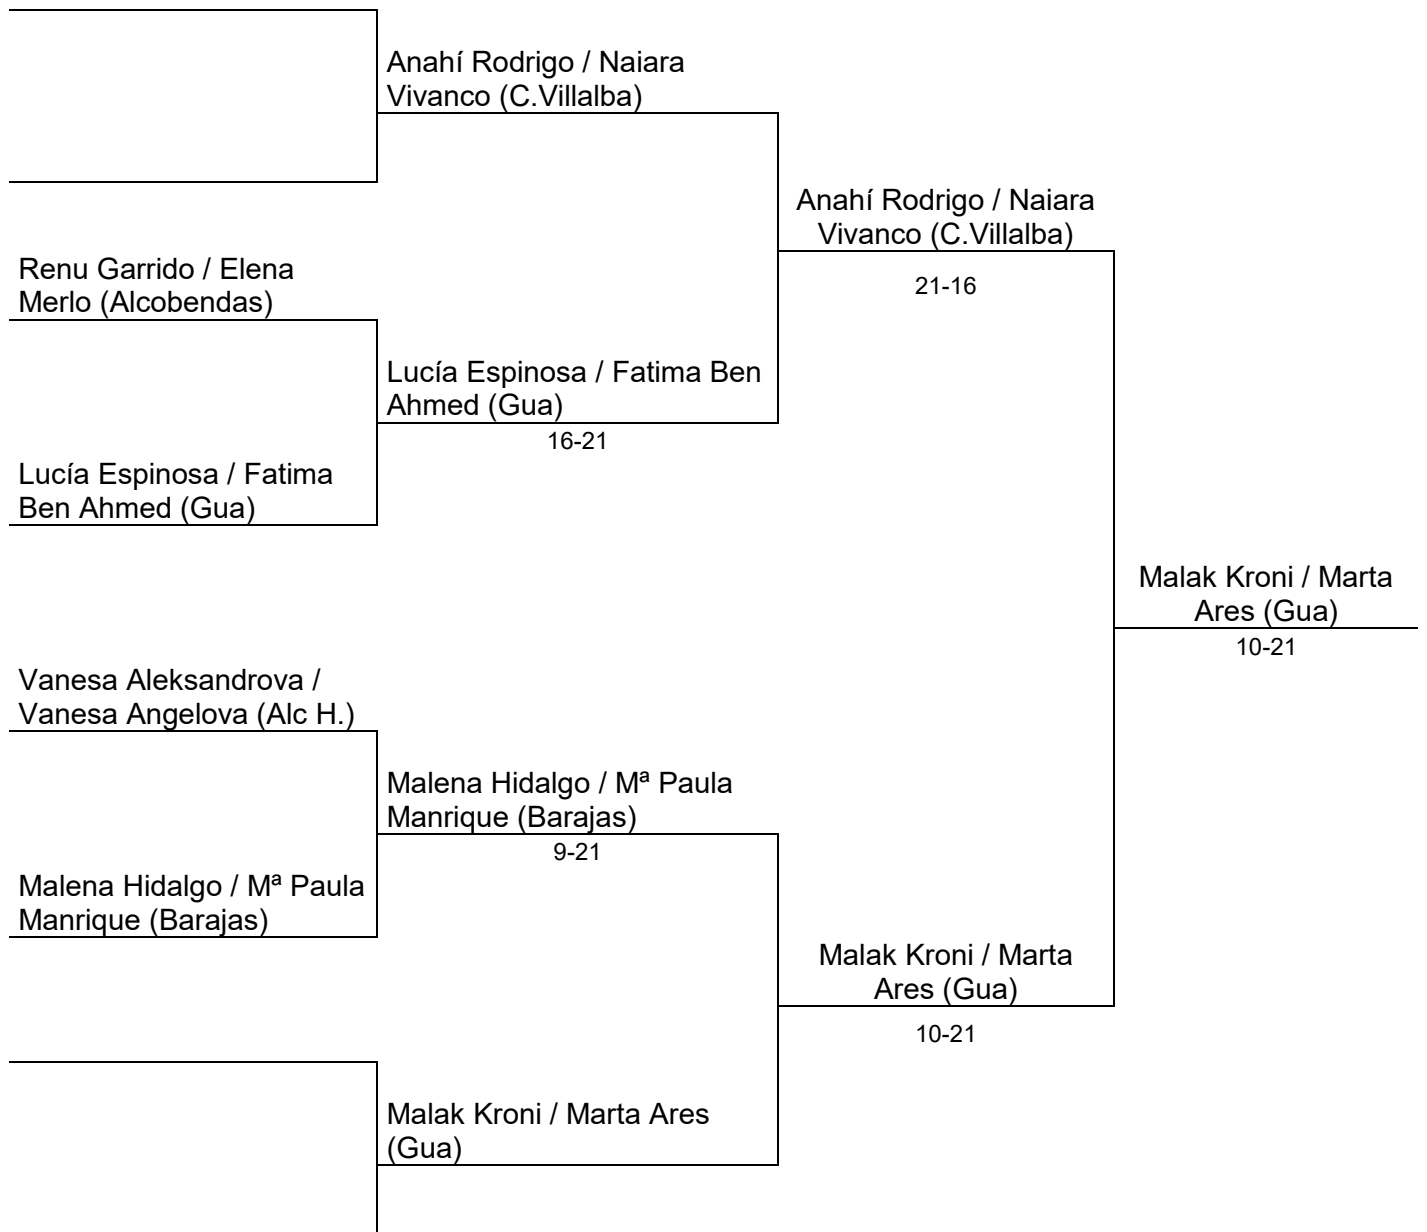 Anahí Rodrigo / Naiara
Vivanco (C.Villalba)
Anahí Rodrigo / Naiara
Vivanco (C.Villalba)
21-16
Renu Garrido / Elena
Merlo (Alcobendas)
Lucía Espinosa / Fatima Ben
Ahmed (Gua)
16-21
Lucía Espinosa / Fatima
Ben Ahmed (Gua)
Malak Kroni / Marta
Ares (Gua)
10-21
Vanesa Aleksandrova /
Vanesa Angelova (Alc H.)
Malena Hidalgo / Mª Paula
Manrique (Barajas)
9-21
Malena Hidalgo / Mª Paula
Manrique (Barajas)
Malak Kroni / Marta
Ares (Gua)
10-21
Malak Kroni / Marta Ares
(Gua)